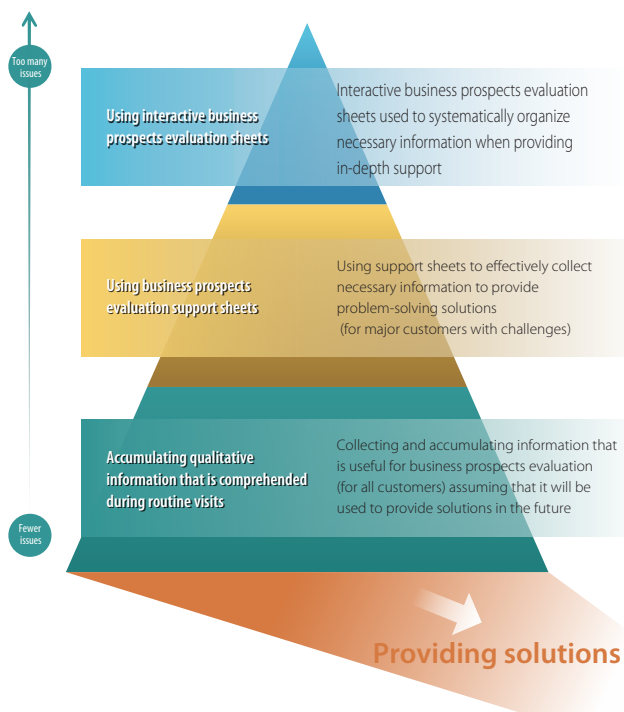 Too many
issues
Using interactive business
prospects evaluation sheets
Interactive business prospects evaluation
sheets used to systematically organize
necessary information when providing
in-depth support
Using business prospects
evaluation support sheets
Using support sheets to effectively collect
necessary information to provide
problem-solving solutions
(for major customers with challenges)
Accumulating qualitative
information that is comprehended
during routine visits
Collecting and accumulating information that
is useful for business prospects evaluation
(for all customers) assuming that it will be
used to provide solutions in the future
Fewer
issues
Providing solutions